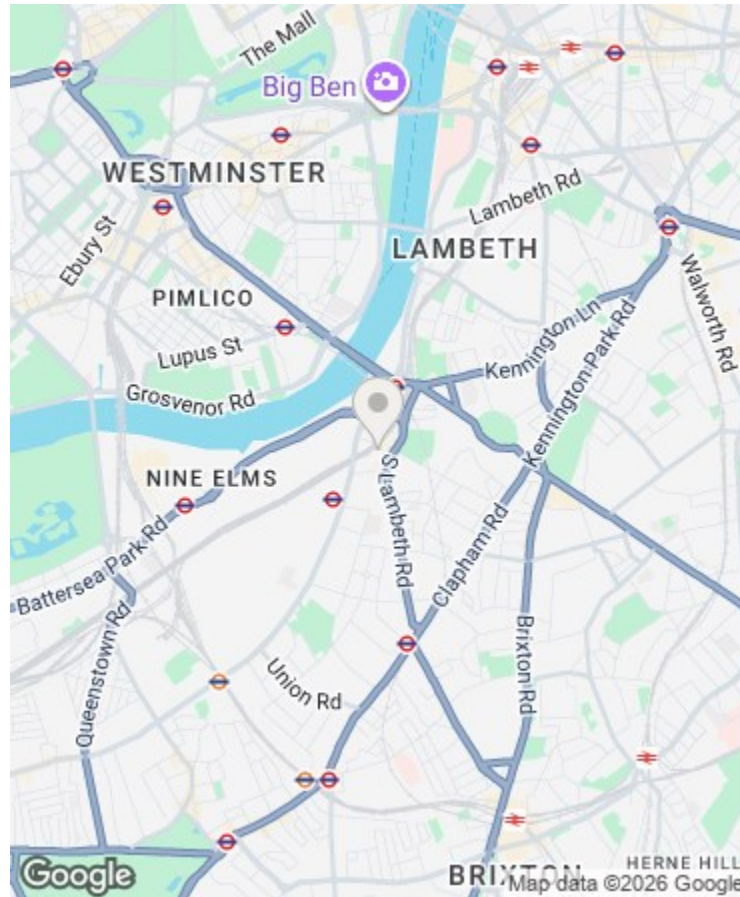 The Mall
Big Ben
WESTMINSTER
Lambeth Rd
Ebury St
LAMBETH
Walworth Rd
PIMLICO
Kennington Ln
Lupus St
Kennington Park Rd
Grosvenor Rd
NINE ELMS
S Lambeth Rd
Clapham Rd
Battersea Park Rd
Queenstown Rd
Brixton Rd
Union Rd
HERNE HILL
BRIXTON
Google
Map data ©2026 Google